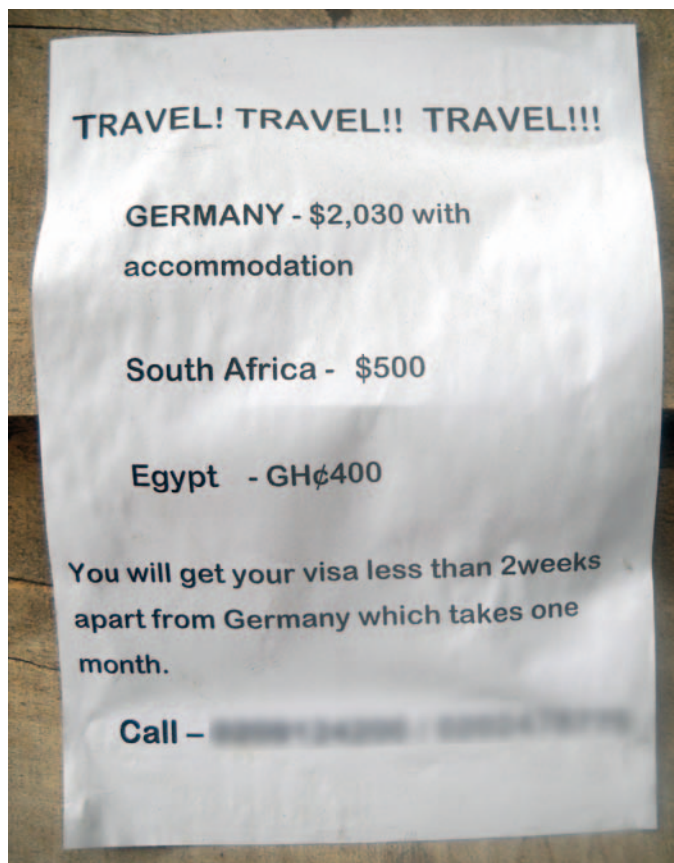 TRAVEL! TRAVEL!! TRAVEL!!!
GERMANY - $2,030 with
accommodation
South Africa - $500
Egypt - GH¢400
You will get your visa less than 2weeks
apart from Germany which takes one
month.
Call –